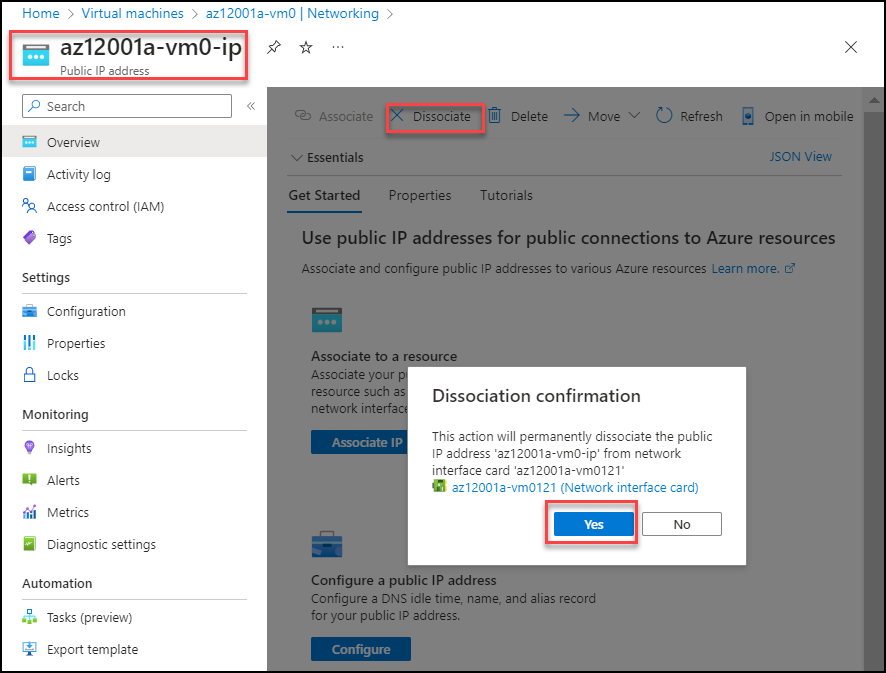 Home > Virtual machines > az12001a-vm0 | Networking >
az12001a-vm0-ip
Public IP address
Search
«
Overview
Activity log
Access control (IAM)
Tags
Settings
Configuration
Properties
Locks
Monitoring
Insights
Alerts
Metrics
Diagnostic settings
Automation
Tasks (preview)
Export template
Associate Dissociate Delete Move Refresh Open in mobile
Essentials JSON View
Get Started Properties Tutorials
Use public IP addresses for public connections to Azure resources
Associate and configure public IP addresses to various Azure resources Learn more.
Associate to a resource
Associate your p
resource such as
network interface
Associate IP
Configure a public IP address
Configure a DNS idle time, name, and alias record
for your public IP address.
Configure
Dissociation confirmation
This action will permanently dissociate the public
IP address 'az12001a-vm0-ip' from network
interface card 'az12001a-vm0121'
az12001a-vm0121 (Network interface card)
Yes No